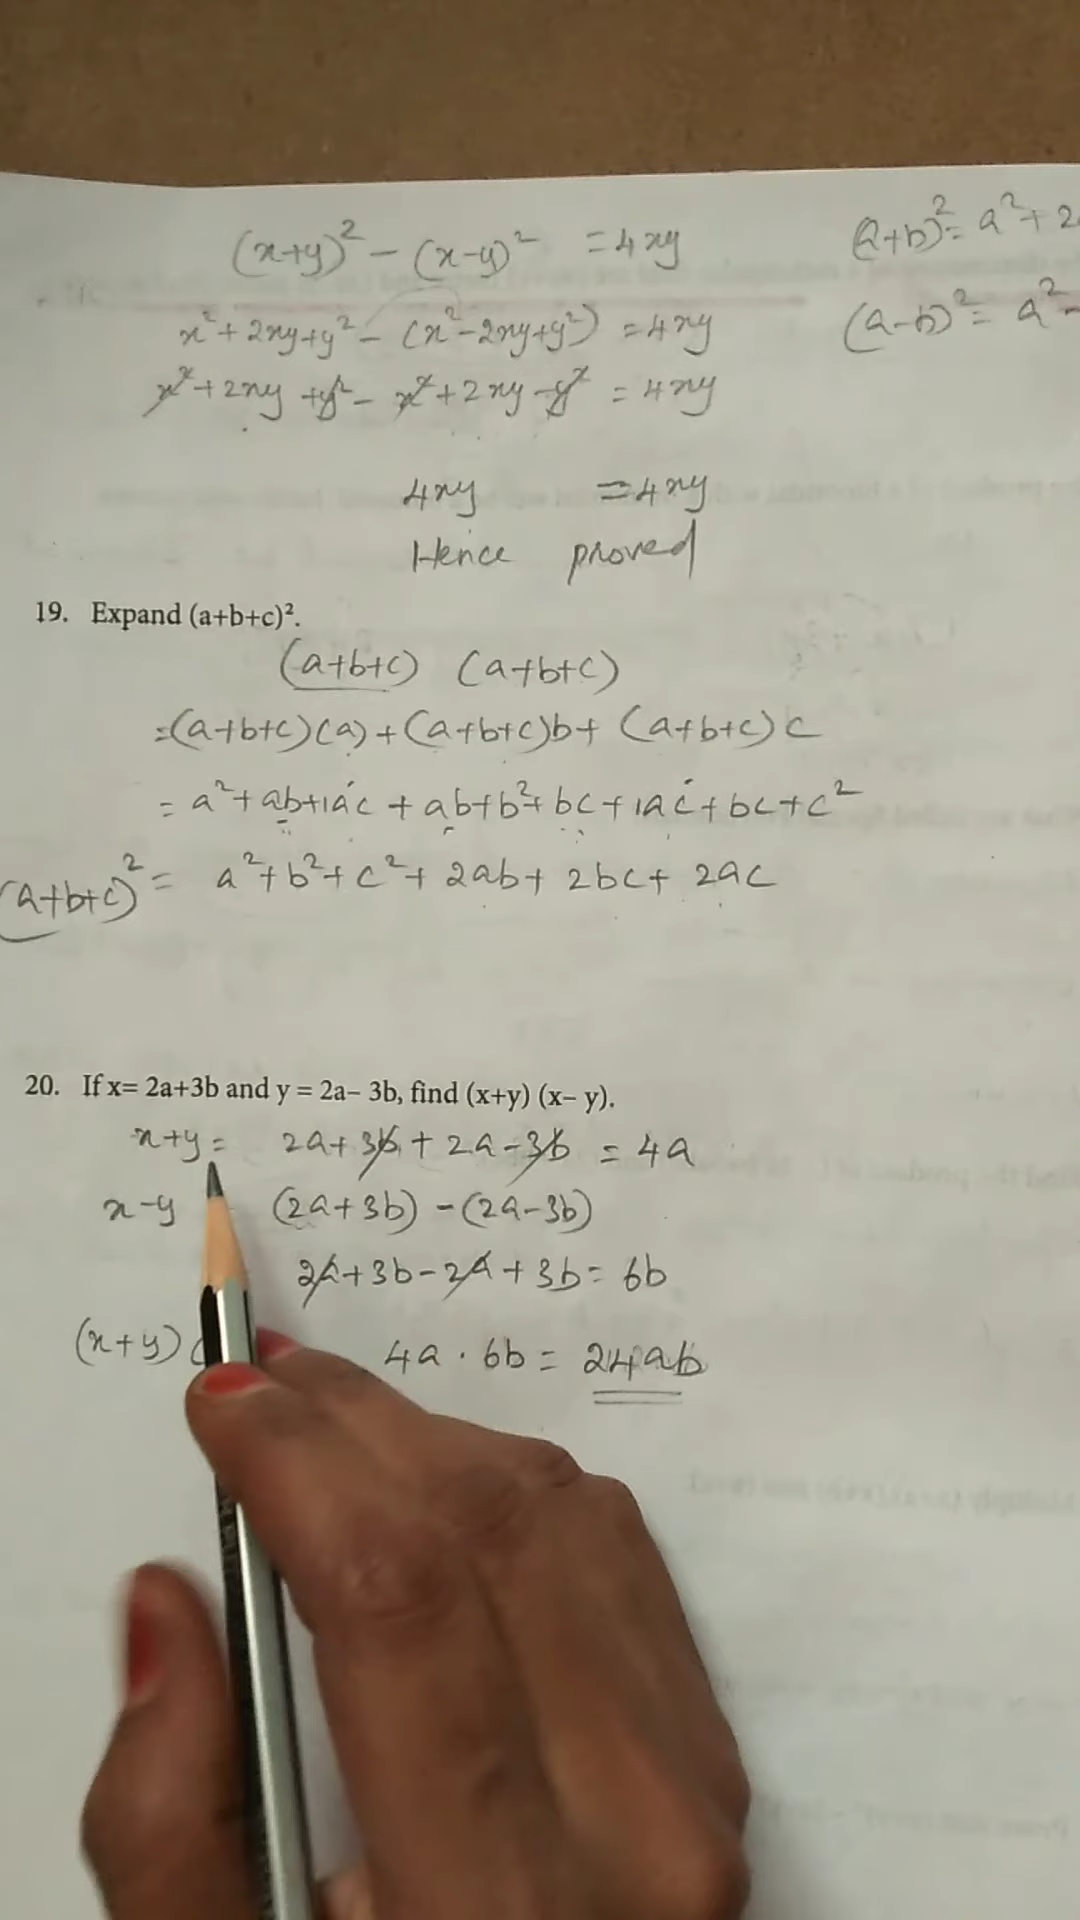 (x+y)² - (x-y)² = 4xy
(a+b)² = a² + 2
x² + 2xy + y² - (x² - 2xy + y²) = 4xy
(a-b)² = a² -
x² + 2xy + y² - x² + 2xy - y² = 4xy
4xy = 4xy
Hence proved
19. Expand (a+b+c)².
(a+b+c) (a+b+c)
= (a+b+c)(a) + (a+b+c)b + (a+b+c)c
= a² + ab + 1ac + ab + b² + bc + 1ac + bc + c²
(a+b+c)² = a² + b² + c² + 2ab + 2bc + 2ac
20. If x= 2a+3b and y = 2a– 3b, find (x+y) (x– y).
x+y = 2a + 3b + 2a - 3b = 4a
x-y (2a+3b) - (2a-3b)
2a + 3b - 2a + 3b = 6b
(x+y) ( 4a . 6b = 24ab